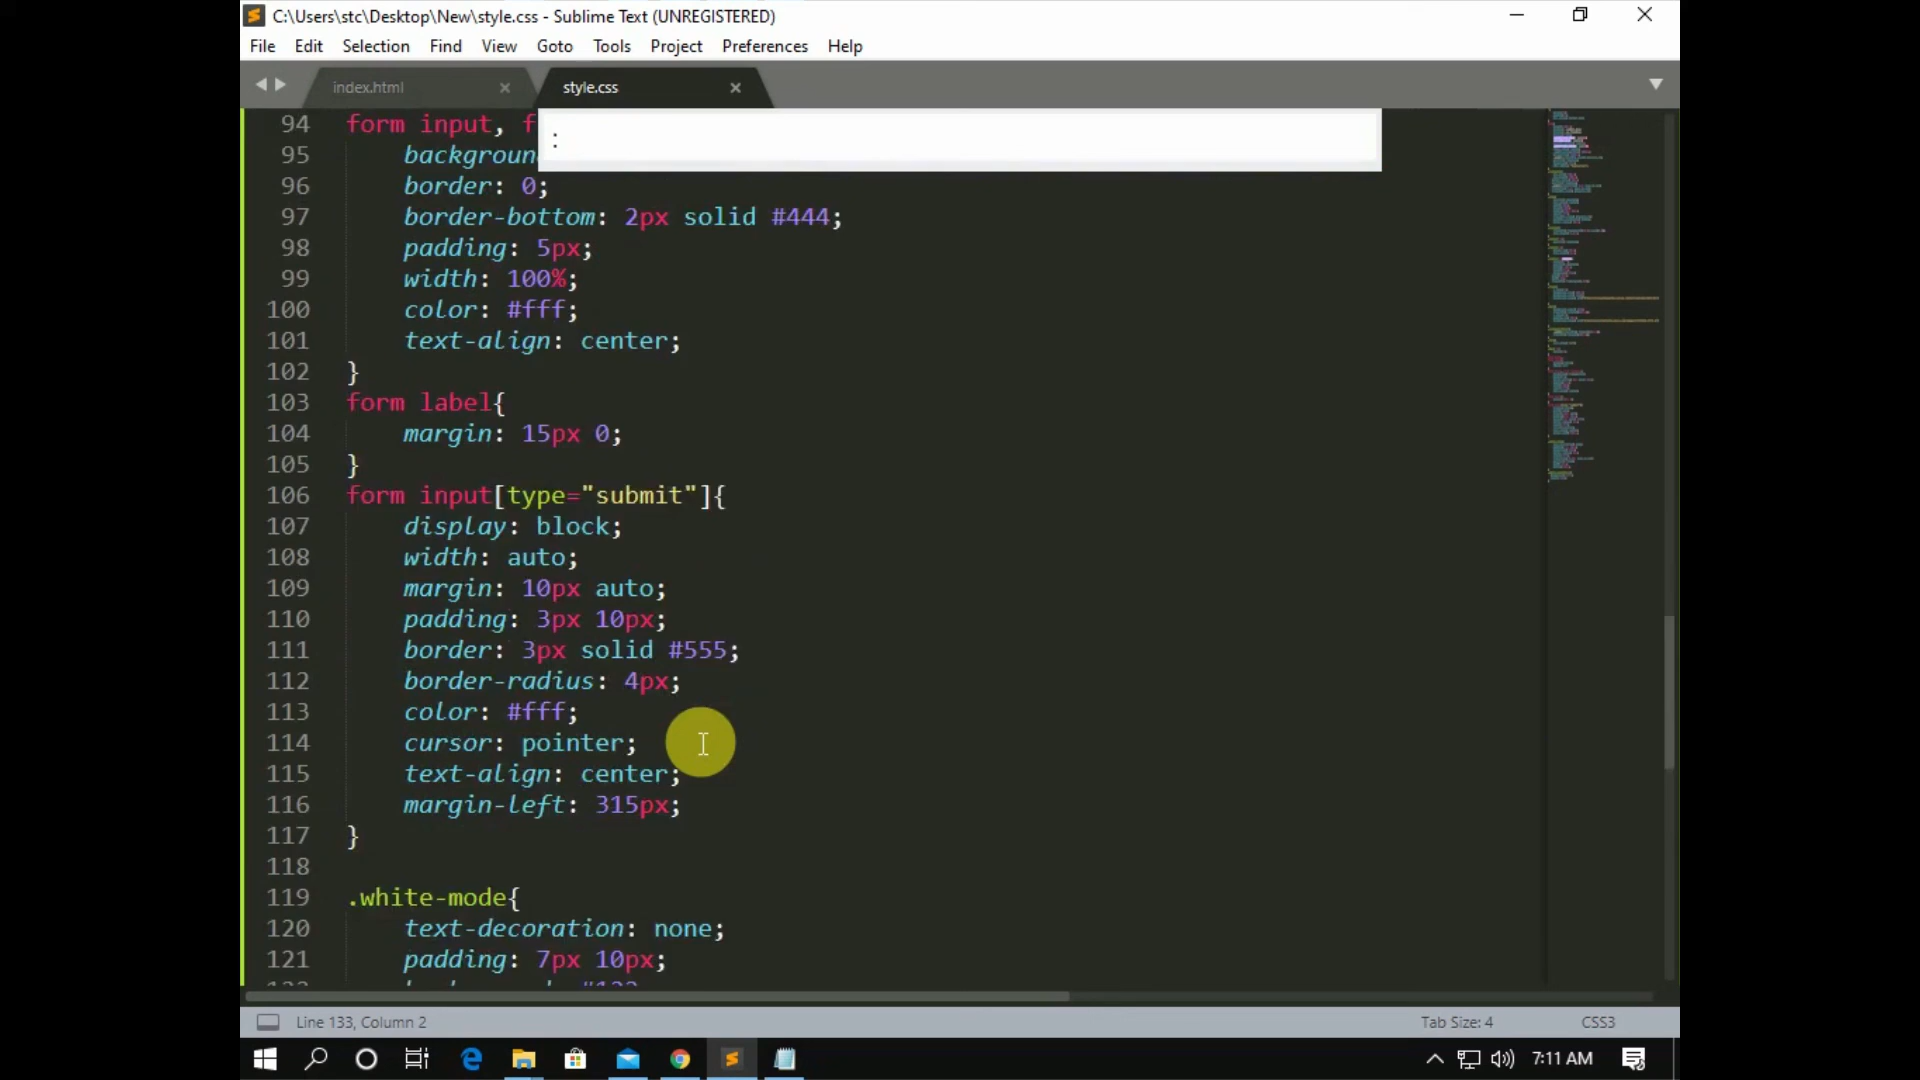 C:\Users\stc\Desktop\New\style.css - Sublime Text (UNREGISTERED)
File Edit Selection Find View Goto Tools Project Preferences Help
index.html style.css
:
94 form input, f
95 background
96 border: 0;
97 border-bottom: 2px solid #444;
98 padding: 5px;
99 width: 100%;
100 color: #fff;
101 text-align: center;
102 }
103 form label{
104 margin: 15px 0;
105 }
106 form input[type="submit"]{
107 display: block;
108 width: auto;
109 margin: 10px auto;
110 padding: 3px 10px;
111 border: 3px solid #555;
112 border-radius: 4px;
113 color: #fff;
114 cursor: pointer;
115 text-align: center;
116 margin-left: 315px;
117 }
118
119 .white-mode{
120 text-decoration: none;
121 padding: 7px 10px;
Line 133, Column 2 Tab Size: 4 CSS3
7:11 AM